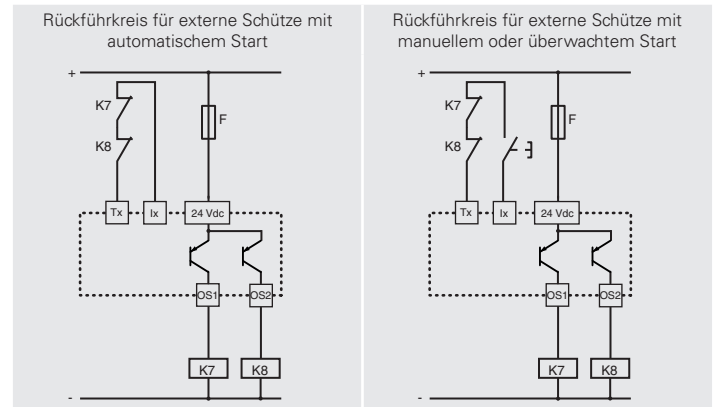 Rückführkreis für externe Schütze mit
automatischem Start
+
K7
K8
F
Tx
Ix
24 Vdc
OS1
OS2
K7
K8
-
Rückführkreis für externe Schütze mit
manuellem oder überwachtem Start
+
K7
K8
F
Tx
Ix
24 Vdc
OS1
OS2
K7
K8
-